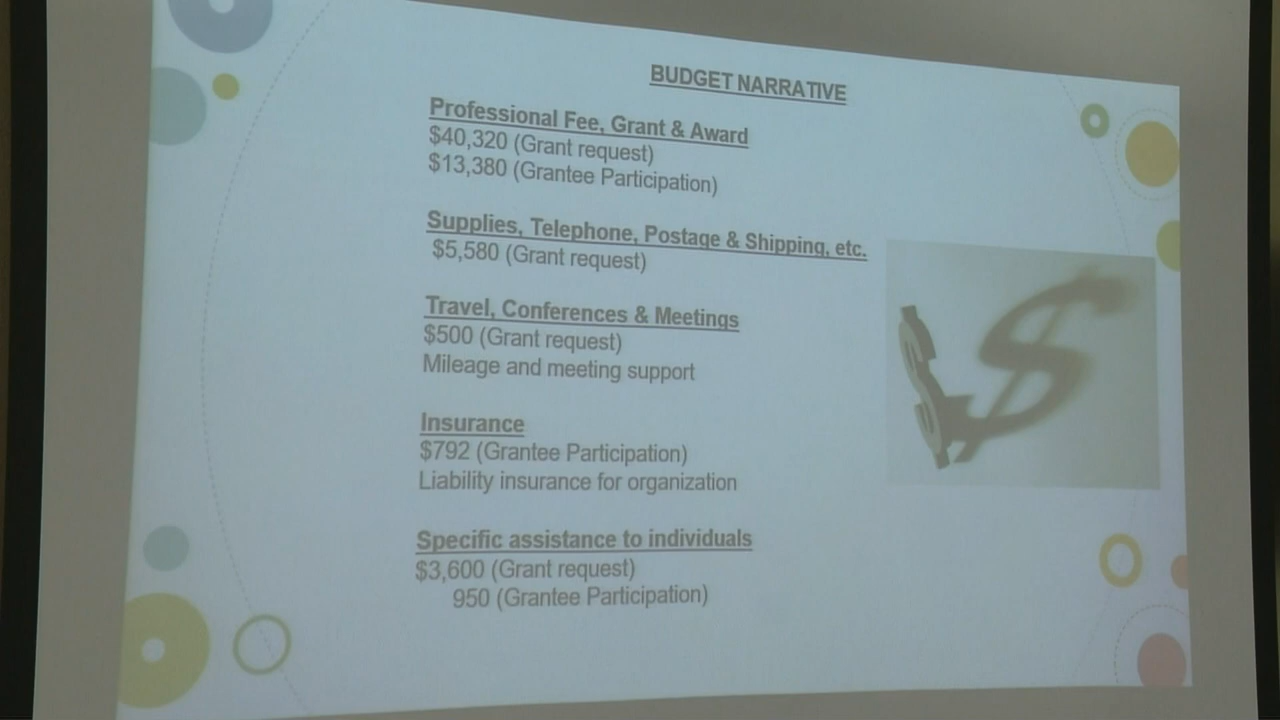 BUDGET NARRATIVE
Professional Fee, Grant & Award
$40,320 (Grant request)
$13,380 (Grantee Participation)
Supplies, Telephone, Postage & Shipping, etc.
$5,580 (Grant request)
Travel, Conferences & Meetings
$500 (Grant request)
Mileage and meeting support
Insurance
$792 (Grantee Participation)
Liability insurance for organization
Specific assistance to individuals
$3,600 (Grant request)
950 (Grantee Participation)